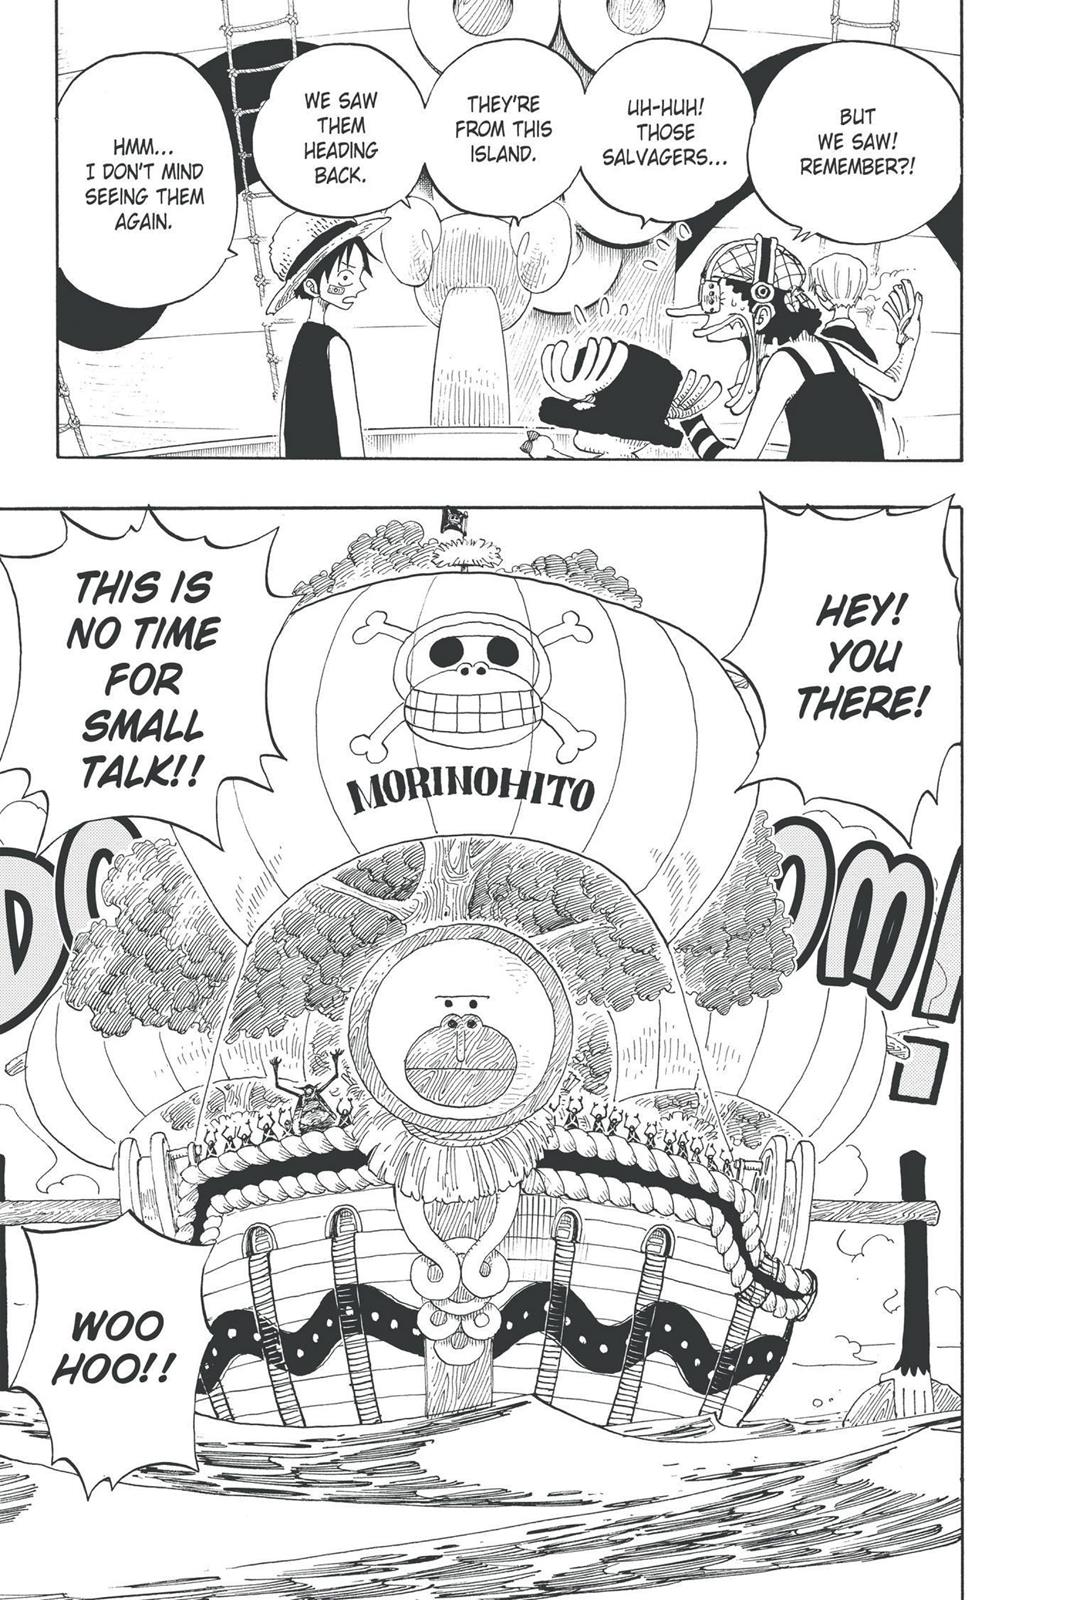 BUT
WE SAW!
REMEMBER?!
UH-HUH!
THOSE
SALVAGERS...
THEY'RE
FROM THIS
ISLAND.
WE SAW
THEM
HEADING
BACK.
HMM...
I DON'T MIND
SEEING THEM
AGAIN.
HEY!
YOU
THERE!
THIS IS
NO TIME
FOR
SMALL
TALK!!
MORINOHITO
WOO
HOO!!